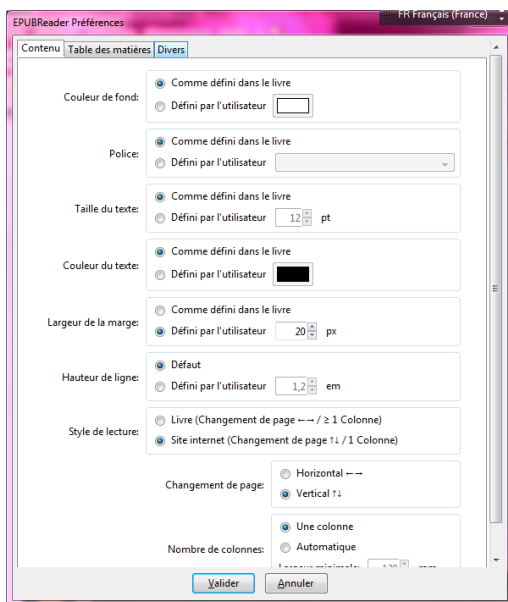 FR Français (France)
EPUBReader Préférences
Contenu Table des matières Divers
Couleur de fond:
Comme défini dans le livre
Défini par l'utilisateur
Police:
Comme défini dans le livre
Défini par l'utilisateur
Taille du texte:
Comme défini dans le livre
Défini par l'utilisateur 12 pt
Couleur du texte:
Comme défini dans le livre
Défini par l'utilisateur
Largeur de la marge:
Comme défini dans le livre
Défini par l'utilisateur 20 px
Hauteur de ligne:
Défaut
Défini par l'utilisateur 1,2 em
Style de lecture:
Livre (Changement de page ←→ / ≥ 1 Colonne)
Site internet (Changement de page ↑↓ / 1 Colonne)
Changement de page:
Horizontal ←→
Vertical ↑↓
Nombre de colonnes:
Une colonne
Automatique
Largeur minimale: 120 mm
Valider Annuler